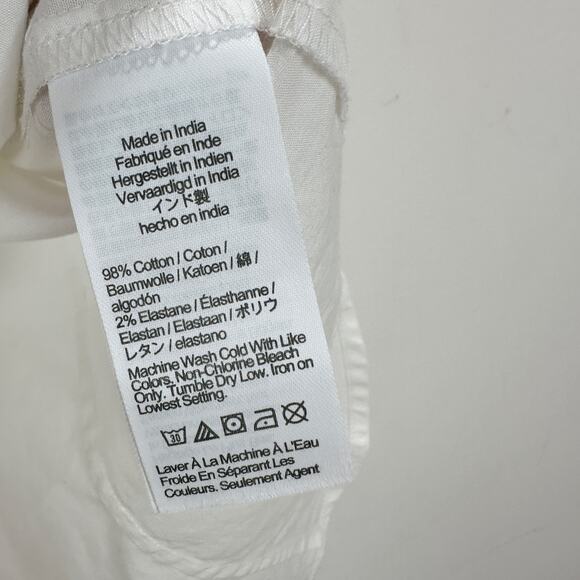 Made in India
Fabriqué en Inde
Hergestellt in Indien
Vervaardigd in India
インド製
hecho en india
98% Cotton / Coton /
Baumwolle / Katoen / 綿 /
algodón
2% Elastane / Élasthanne /
Elastan / Elastaan / ポリウ
レタン / elastano
Machine Wash Cold With Like
Colors. Non-Chlorine Bleach
Only. Tumble Dry Low. Iron on
Lowest Setting.
30
Laver À La Machine À L'Eau
Froide En Séparant Les
Couleurs. Seulement Agent